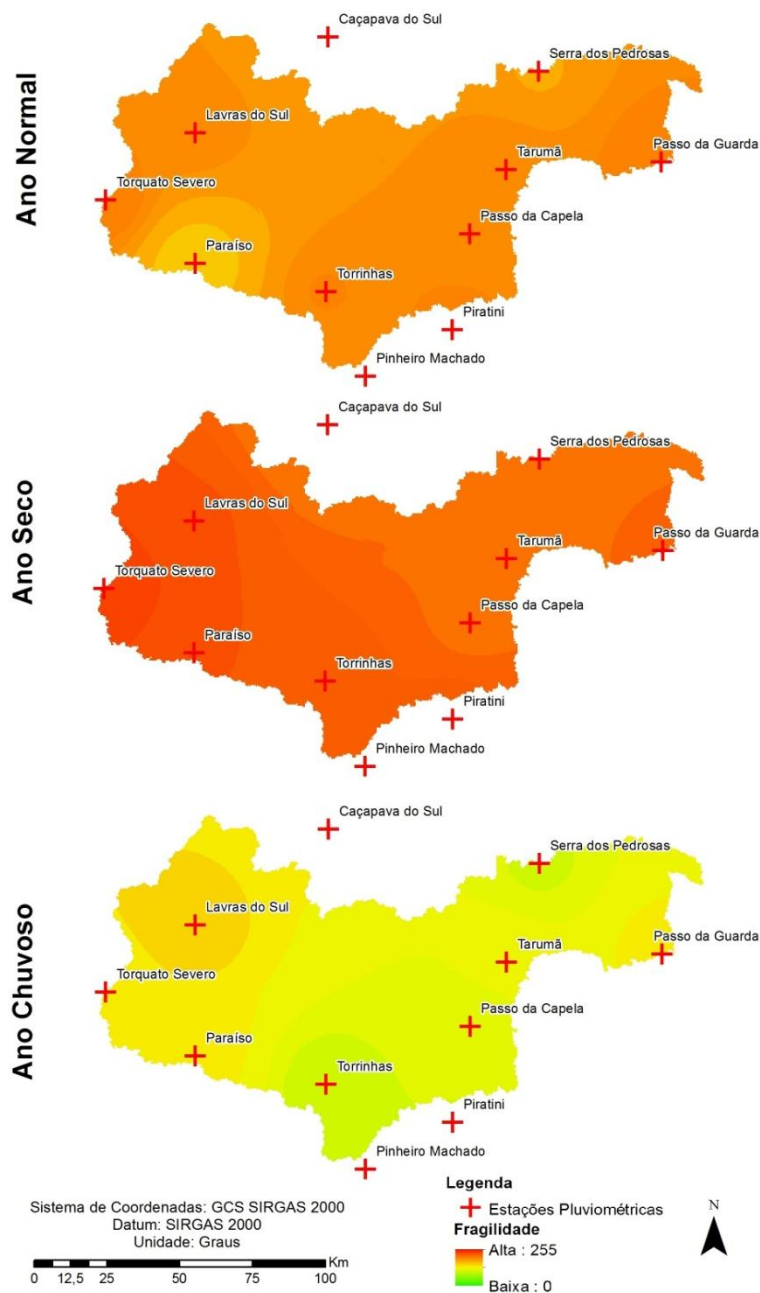 Ano Normal
Caçapava do Sul
Serra dos Pedrosas
Lavras do Sul
Passo da Guarda
Tarumã
Torquato Severo
Passo da Capela
Paraíso
Torrinhas
Piratini
Pinheiro Machado
Ano Seco
Caçapava do Sul
Serra dos Pedrosas
Lavras do Sul
Passo da Guarda
Tarumã
Torquato Severo
Passo da Capela
Paraíso
Torrinhas
Piratini
Pinheiro Machado
Ano Chuvoso
Caçapava do Sul
Serra dos Pedrosas
Lavras do Sul
Passo da Guarda
Tarumã
Torquato Severo
Passo da Capela
Paraíso
Torrinhas
Piratini
Pinheiro Machado
Sistema de Coordenadas: GCS SIRGAS 2000
Datum: SIRGAS 2000
Unidade: Graus
Km
0 12,5 25 50 75 100
Legenda
Estações Pluviométricas
Fragilidade
Alta : 255
Baixa : 0
N